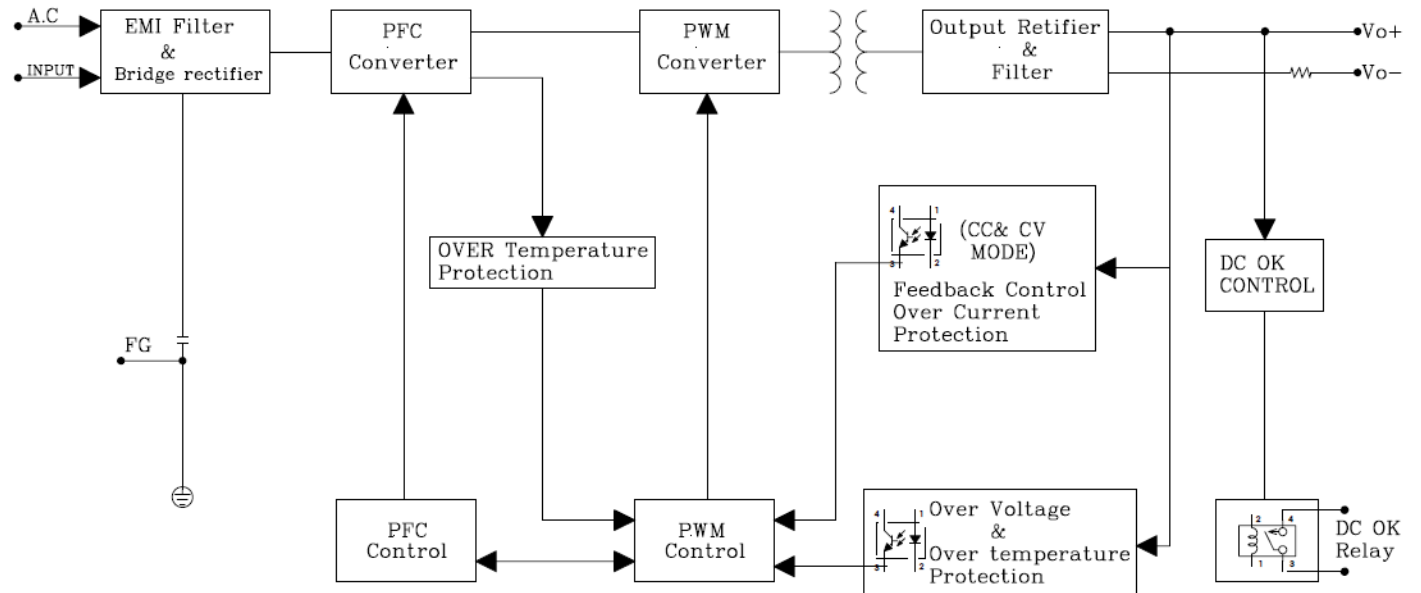 A.C
INPUT
EMI Filter
&
Bridge rectifier
PFC
Converter
PWM
Converter
Output Retifier
&
Filter
Vo+
Vo-
OVER Temperature
Protection
4 1
3 2
(CC& CV
MODE)
Feedback Control
Over Current
Protection
DC OK
CONTROL
FG
PFC
Control
PWM
Control
4 1
3 2
Over Voltage
&
Over temperature
Protection
2 4
1 3
DC OK
Relay